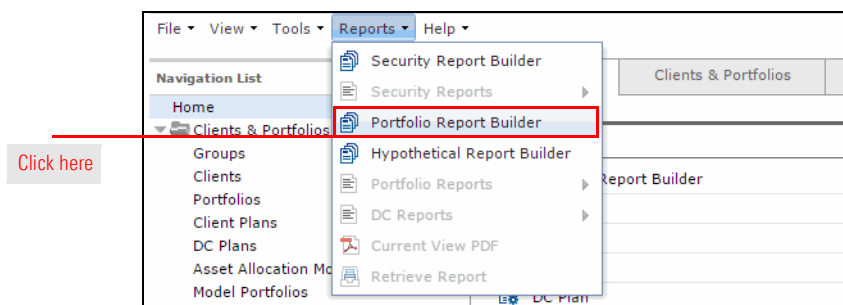 File View Tools Reports Help
Security Report Builder
Navigation List
Clients & Portfolios
Security Reports
Home
Portfolio Report Builder
Clients & Portfolios
Click here
Groups
Hypothetical Report Builder
Clients
Portfolio Reports
Report Builder
Portfolios
Client Plans
DC Reports
DC Plans
Current View PDF
Asset Allocation Mo
Retrieve Report
Model Portfolios
DC Plan